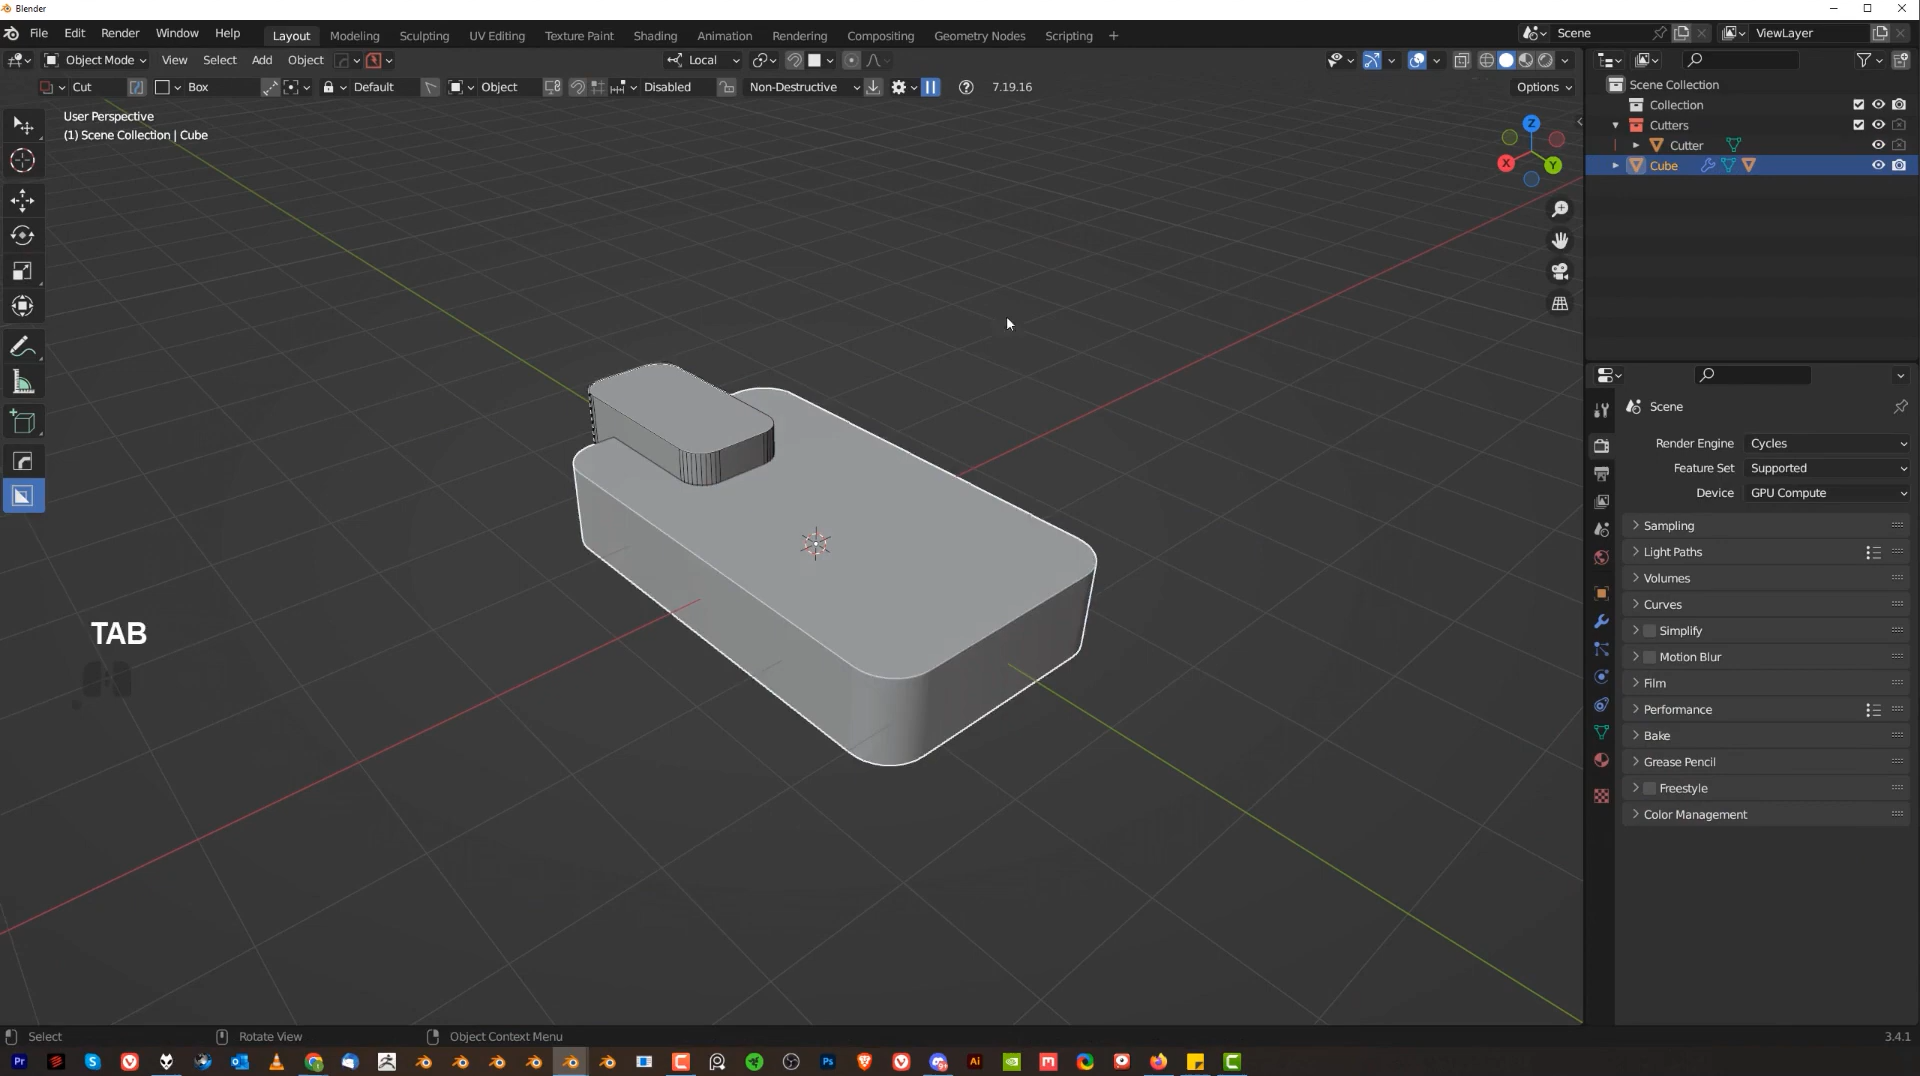 Blender
File Edit Render Window Help Layout Modeling Sculpting UV Editing Texture Paint Shading Animation Rendering Compositing Geometry Nodes Scripting + Scene ViewLayer
Object Mode View Select Add Object Local
Cut Box Default Object Disabled Non-Destructive 7.19.16 Options
User Perspective
(1) Scene Collection | Cube
Z
X
Y
TAB
Scene Collection
Collection
Cutters
Cutter
Cube
Scene
Render Engine Cycles
Feature Set Supported
Device GPU Compute
Sampling
Light Paths
Volumes
Curves
Simplify
Motion Blur
Film
Performance
Bake
Grease Pencil
Freestyle
Color Management
Select Rotate View Object Context Menu 3.4.1
Pr S Ps Ai